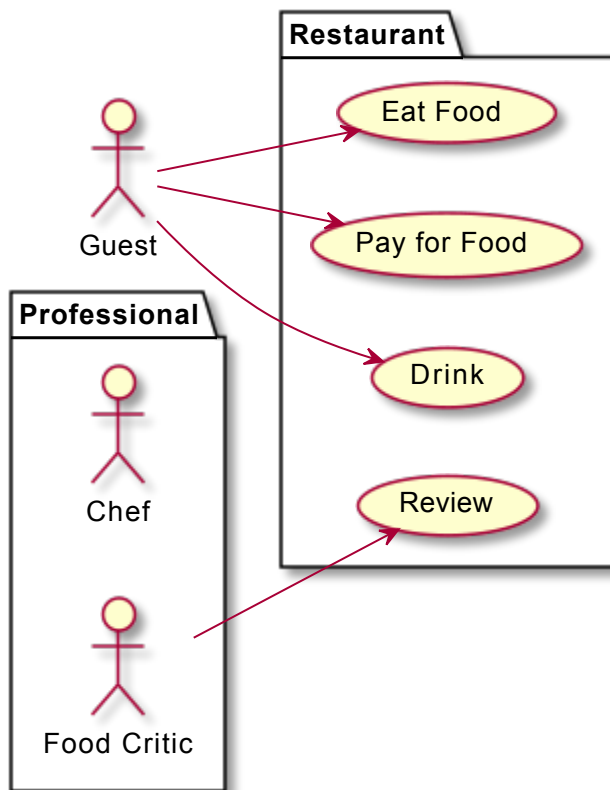 Restaurant
Eat Food
Guest
Pay for Food
Professional
Drink
Chef
Review
Food Critic